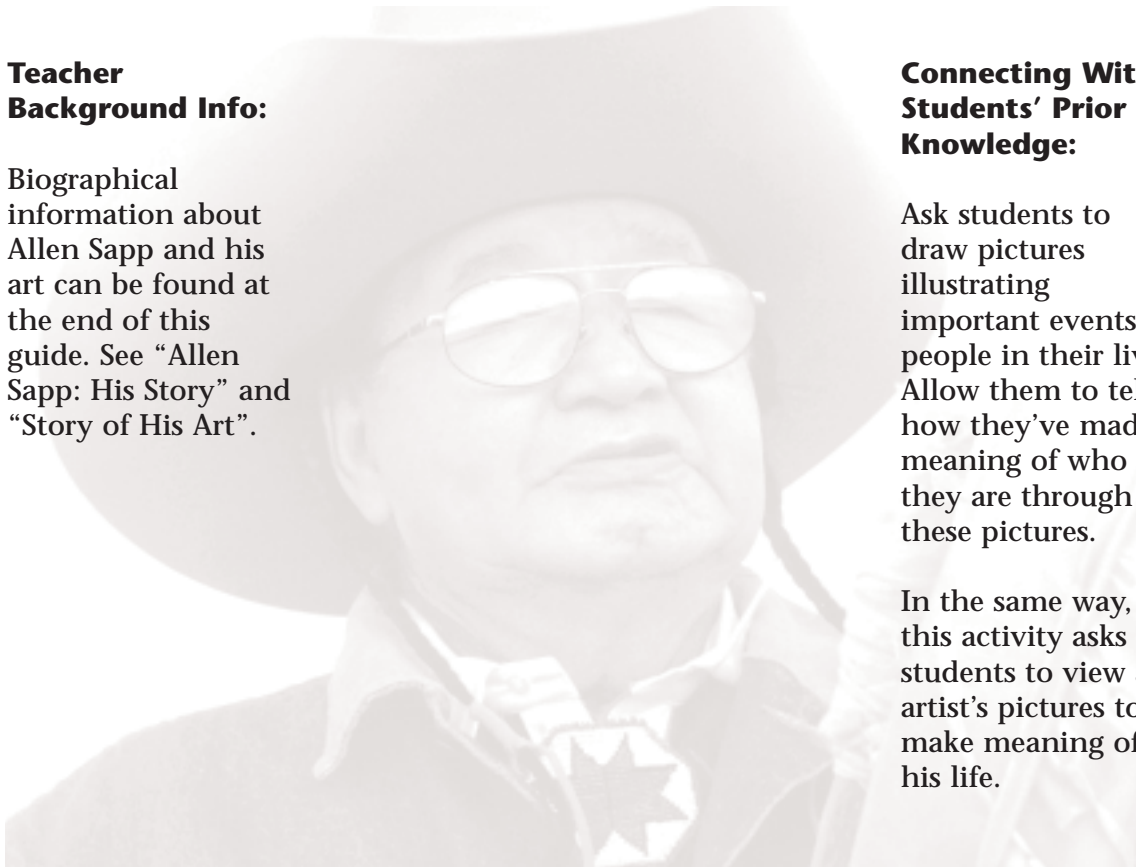 Teacher
Background Info:
Biographical
information about
Allen Sapp and his
art can be found at
the end of this
guide. See “Allen
Sapp: His Story” and
“Story of His Art”.
Connecting Wit
Students’ Prior
Knowledge:
Ask students to
draw pictures
illustrating
important events
people in their
Allow them to
how they’ve
meaning of who
they are through
these pictures.
In the same way,
this activity asks
students to view
artist’s pictures
make meaning
his life.